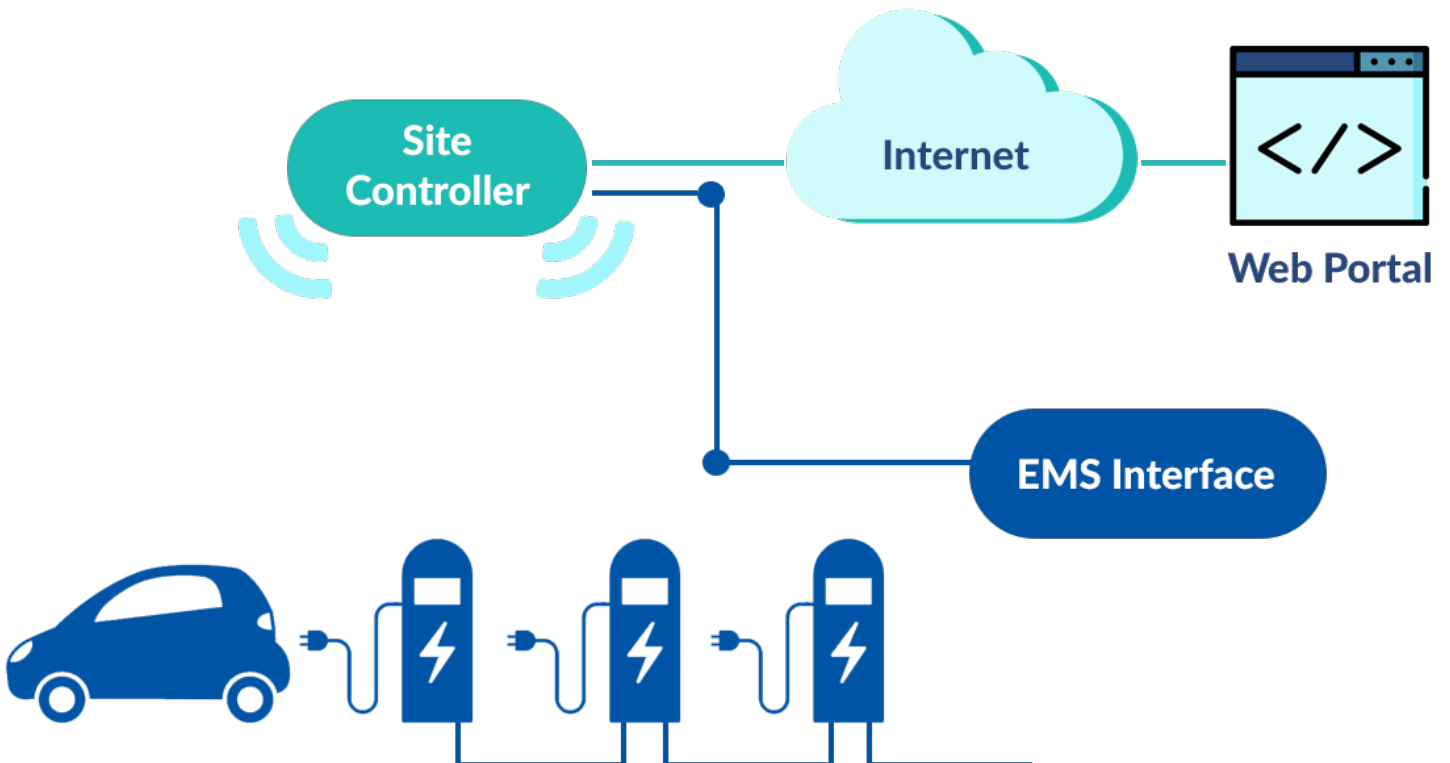 Site
Controller
Internet
</>
Web Portal
EMS Interface